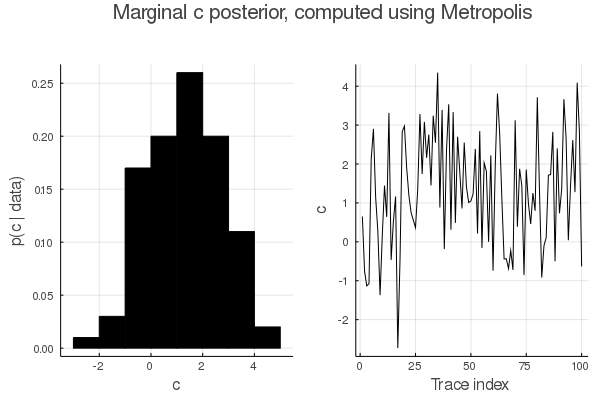 Marginal c posterior, computed using Metropolis
p(c | data)
0.25
0.20
0.15
0.10
0.05
0.00
-2 0 2 4
c
c
4
3
2
1
0
-1
-2
0 25 50 75 100
Trace index